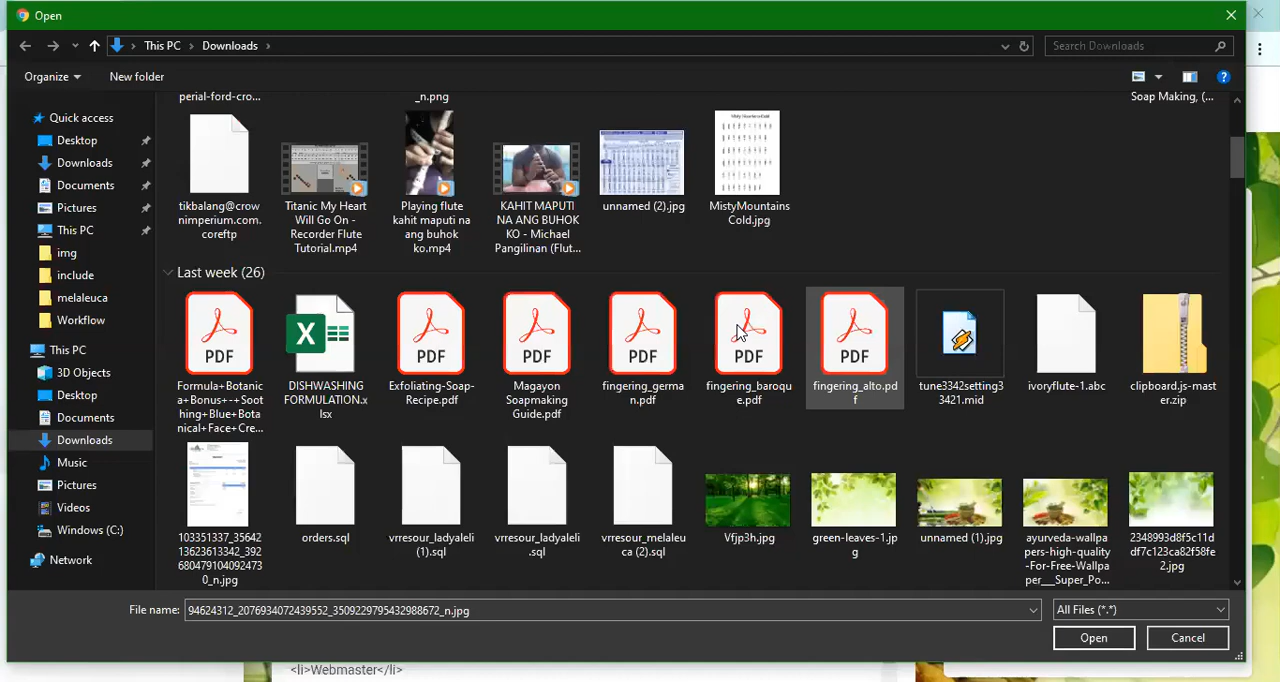 Open
This PC
Downloads
Search Downloads
Organize
New folder
perial-ford-cro...
_n.png
Soap Making, (...
Quick access
Desktop
Downloads
Documents
Pictures
This PC
img
include
melaleuca
Workflow
This PC
3D Objects
Desktop
Documents
Downloads
Music
Pictures
Videos
Windows (C:)
Network
tikbalang@crow
nimperium.com.
coreftp
Titanic My Heart
Will Go On -
Recorder Flute
Tutorial.mp4
Playing flute
kahit maputi na
ang buhok
ko.mp4
KAHIT MAPUTI
NA ANG BUHOK
KO - Michael
Pangilinan (Flut...
unnamed (2).jpg
MistyMountains
Cold.jpg
Last week (26)
PDF
Formula+Botanic
a+Bonus+-+Soot
hing+Blue+Bota
nical+Face+Cre...
X
DISHWASHING
FORMULATION.x
lsx
PDF
Exfoliating-Soap-
Recipe.pdf
PDF
Magayon
Soapmaking
Guide.pdf
PDF
fingering_germa
n.pdf
PDF
fingering_baroqu
e.pdf
PDF
fingering_alto.pd
f
tune3342setting3
3421.mid
ivoryflute-1.abc
clipboard.js-mast
er.zip
103351337_35642
13623613342_392
680479104092473
0_n.jpg
orders.sql
vrresour_ladyaleli
(1).sql
vrresour_ladyaleli
.sql
vrresour_melaleu
ca (2).sql
Vfjp3h.jpg
green-leaves-1.jp
g
unnamed (1).jpg
ayurveda-wallpa
pers-high-quality
-For-Free-Wallpa
per___Super_Po...
2348993d8f5c11d
df7c123ca82f58fe
2.jpg
File name:
94624312_2076934072439552_3509229795432988672_n.jpg
All Files (*.*)
Open
Cancel
<li>Webmaster</li>